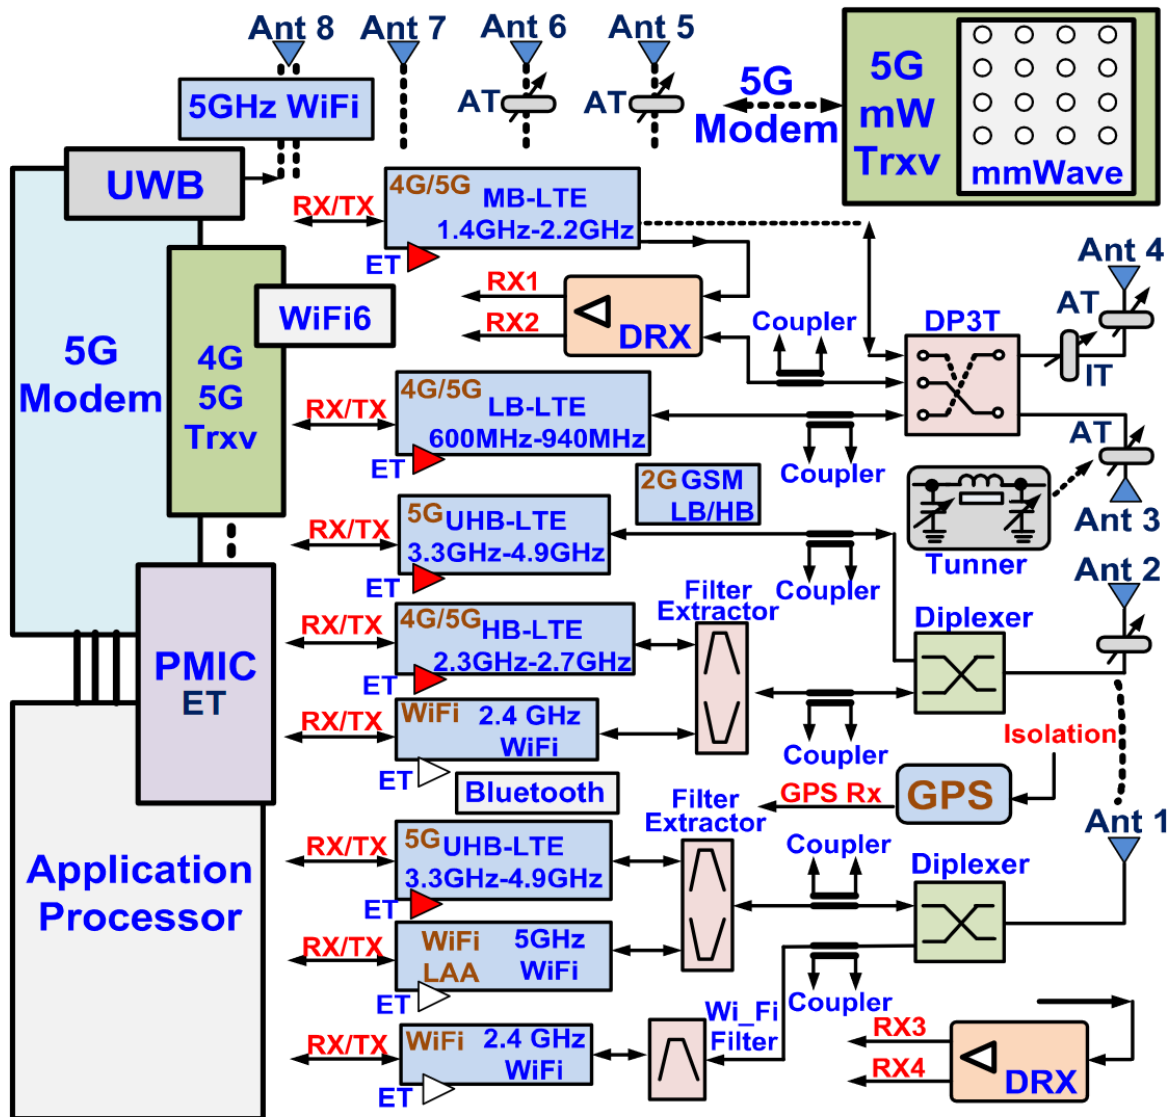 Ant 8
Ant 7
Ant 6
Ant 5
5GHz WiFi
AT
AT
5G
Modem
5G
mW
Trxv
mmWave
UWB
RX/TX
4G/5G
MB-LTE
1.4GHz-2.2GHz
ET
RX1
RX2
DRX
Coupler
DP3T
Ant 4
AT
IT
WiFi6
5G
Modem
4G
5G
Trxv
RX/TX
4G/5G
LB-LTE
600MHz-940MHz
ET
Coupler
AT
Ant 3
Tunner
2G GSM
LB/HB
RX/TX
5G UHB-LTE
3.3GHz-4.9GHz
ET
Coupler
Filter
Extractor
Ant 2
Diplexer
RX/TX
4G/5G
HB-LTE
2.3GHz-2.7GHz
ET
PMIC
ET
RX/TX
WiFi
2.4 GHz
WiFi
ET
Coupler
Isolation
Bluetooth
GPS Rx
GPS
Filter
Extractor
Ant 1
RX/TX
5G UHB-LTE
3.3GHz-4.9GHz
ET
Coupler
Diplexer
Application
Processor
RX/TX
WiFi
LAA
5GHz
WiFi
ET
Coupler
Wi_Fi
Filter
RX/TX
WiFi
2.4 GHz
WiFi
ET
RX3
RX4
DRX